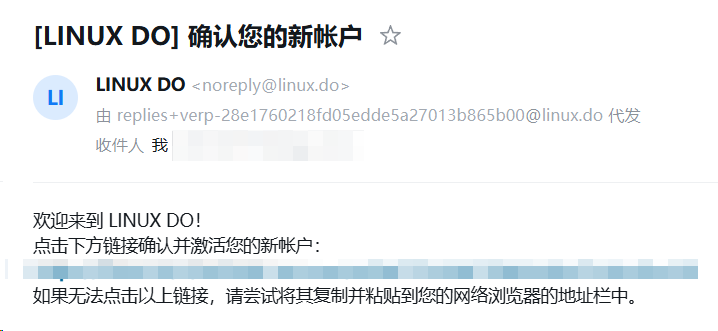 [LINUX DO] 确认您的新帐户 ☆
LI
LINUX DO <noreply@linux.do>
由 replies+verp-28e1760218fd05edde5a27013b865b00@linux.do 代发
收件人 我
欢迎来到 LINUX DO！
点击下方链接确认并激活您的新帐户：
如果无法点击以上链接，请尝试将其复制并粘贴到您的网络浏览器的地址栏中。